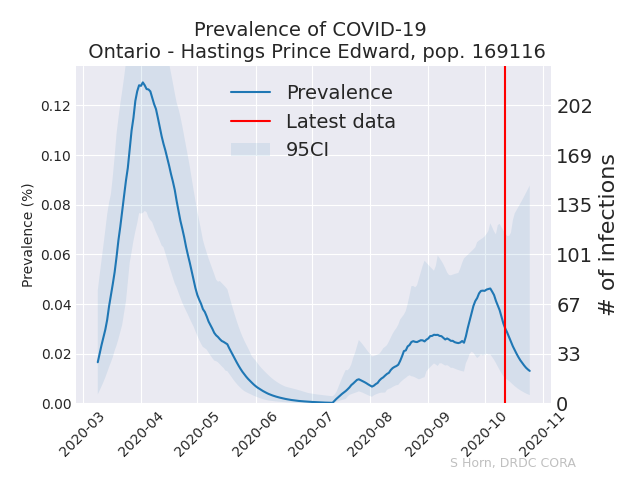 Prevalence of COVID-19
Ontario - Hastings Prince Edward, pop. 169116
Prevalence
Latest data
95CI
Prevalence (%)
0.12
0.10
0.08
0.06
0.04
0.02
0.00
202
169
135
101
67
33
0
# of infections
2020-03
2020-04
2020-05
2020-06
2020-07
2020-08
2020-09
2020-10
2020-11
S Horn, DRDC CORA